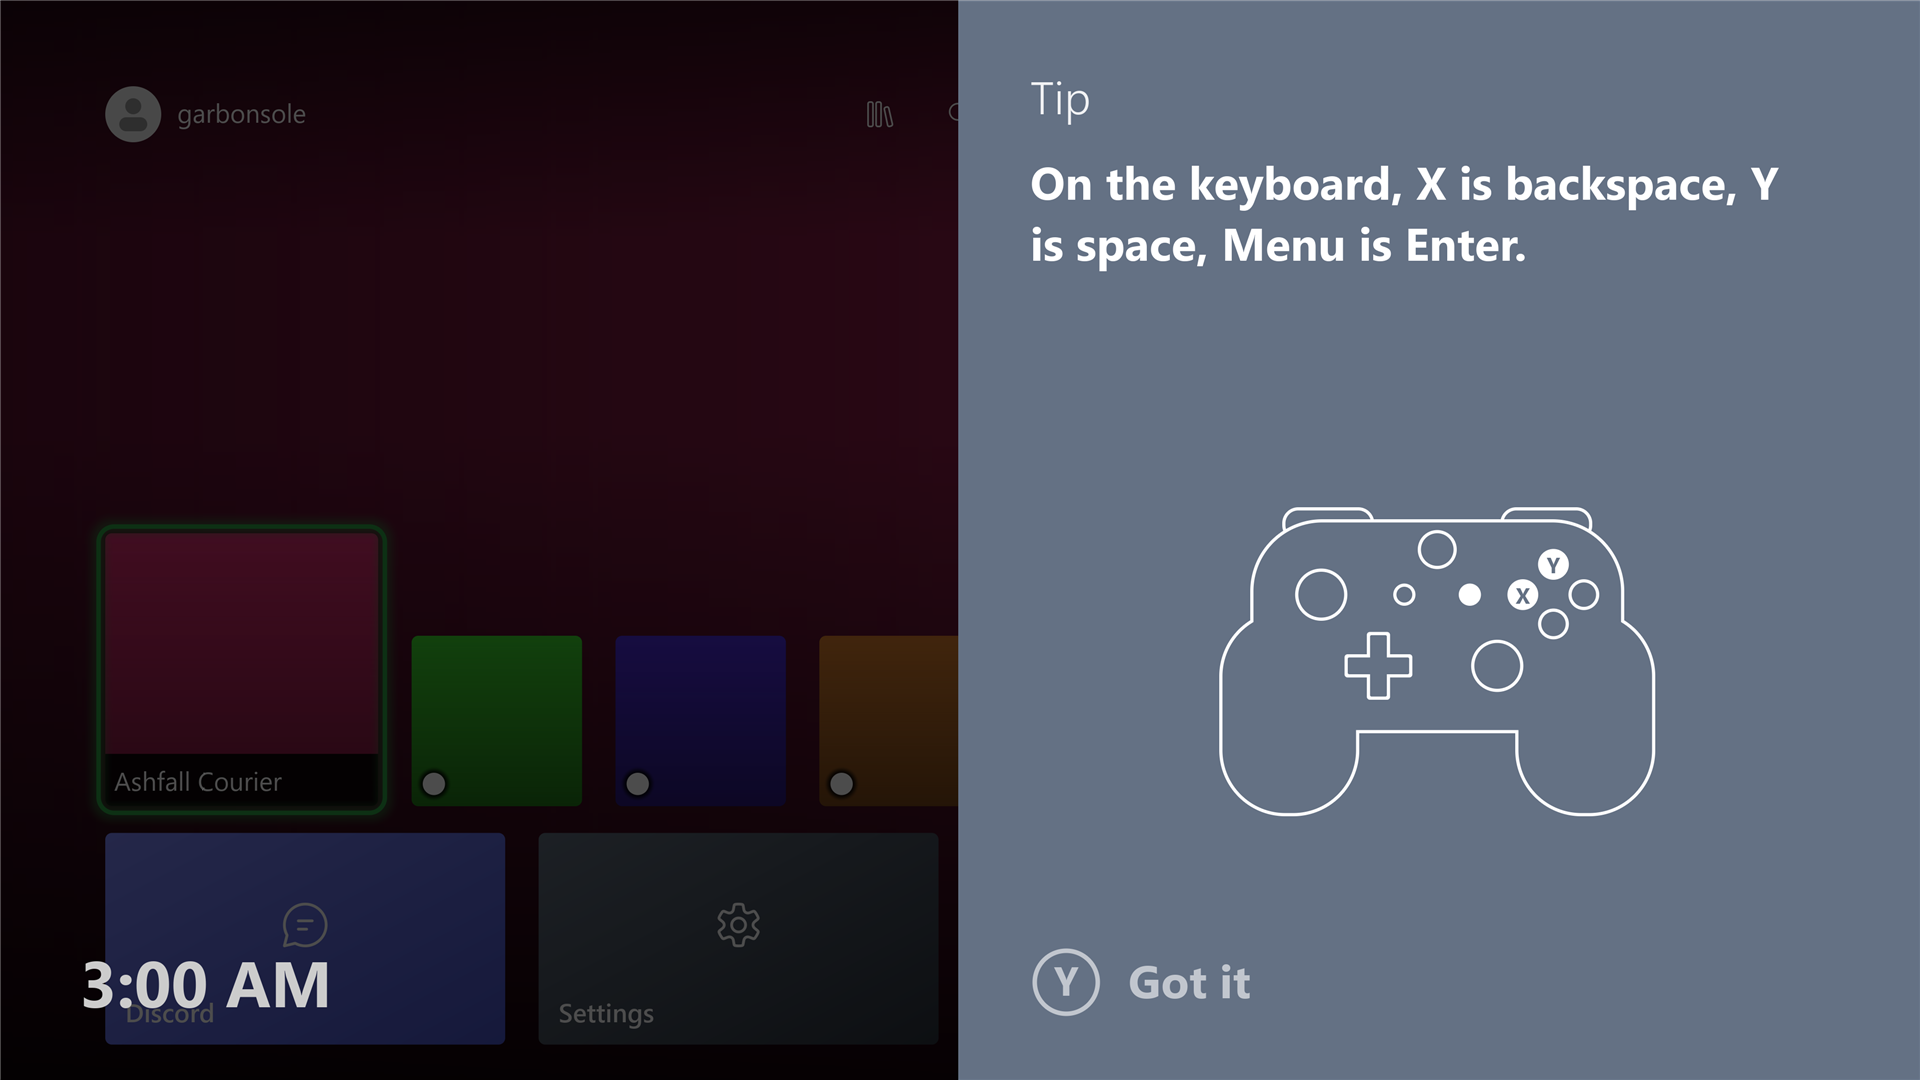 garbonsole
Ashfall Courier
Discord
Settings
3:00 AM
Tip
On the keyboard, X is backspace, Y
is space, Menu is Enter.
Y
X
Y Got it